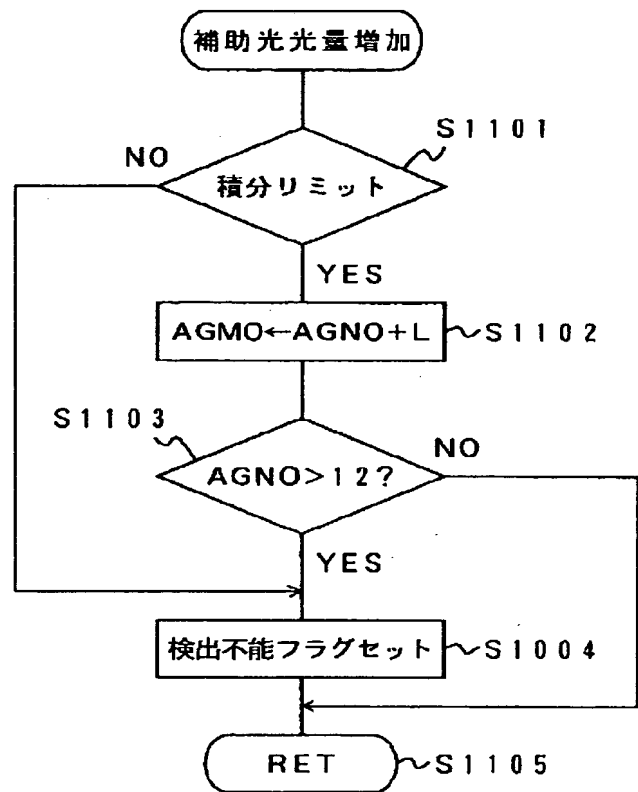 補助光光量増加
S1101
NO
積分リミット
YES
AGMO←AGNO+L
S1102
S1103
NO
AGNO>12?
YES
検出不能フラグセット
S1004
RET
S1105